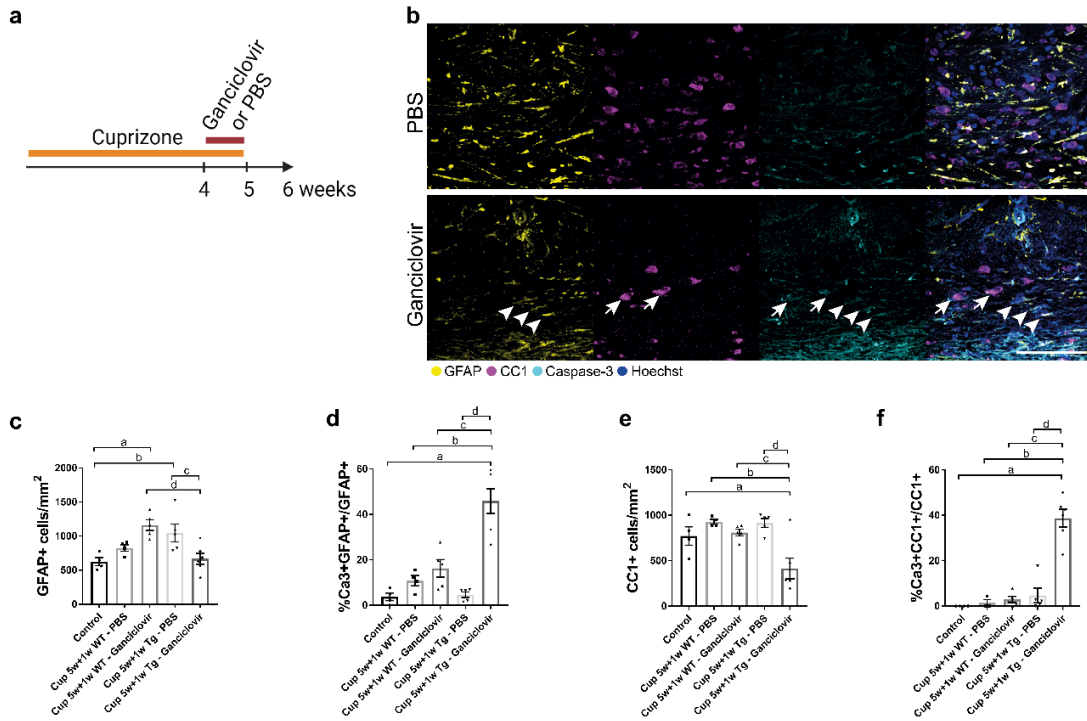 a
Ganciclovir
or PBS
Cuprizone
4 5 6 weeks
b
PBS
Ganciclovir
GFAP CC1 Caspase-3 Hoechst
c
a
b
c
d
GFAP+ cells/mm2
2000
1500
1000
500
0
Control
Cup 5w+1w WT - PBS
Cup 5w+1w WT - Ganciclovir
Cup 5w+1w Tg - PBS
Cup 5w+1w Tg - Ganciclovir
d
d
c
b
a
%Ca3+GFAP+/GFAP+
60
40
20
0
Control
Cup 5w+1w WT - PBS
Cup 5w+1w WT - Ganciclovir
Cup 5w+1w Tg - PBS
Cup 5w+1w Tg - Ganciclovir
e
d
c
b
a
CC1+ cells/mm2
1500
1000
500
0
Control
Cup 5w+1w WT - PBS
Cup 5w+1w WT - Ganciclovir
Cup 5w+1w Tg - PBS
Cup 5w+1w Tg - Ganciclovir
f
d
c
b
a
%Ca3+CC1+/CC1+
60
40
20
0
Control
Cup 5w+1w WT - PBS
Cup 5w+1w WT - Ganciclovir
Cup 5w+1w Tg - PBS
Cup 5w+1w Tg - Ganciclovir